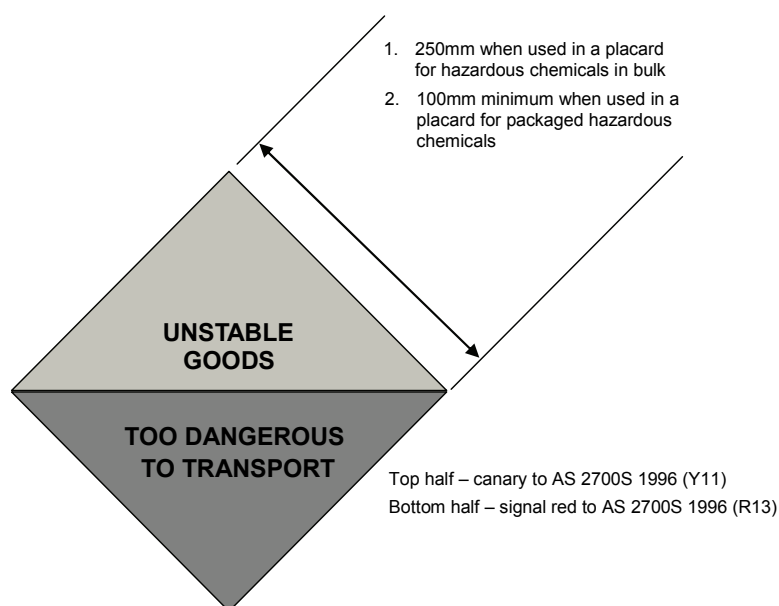 1. 250mm when used in a placard
for hazardous chemicals in bulk
2. 100mm minimum when used in a
placard for packaged hazardous
chemicals
UNSTABLE
GOODS
TOO DANGEROUS
TO TRANSPORT
Top half – canary to AS 2700S 1996 (Y11)
Bottom half – signal red to AS 2700S 1996 (R13)